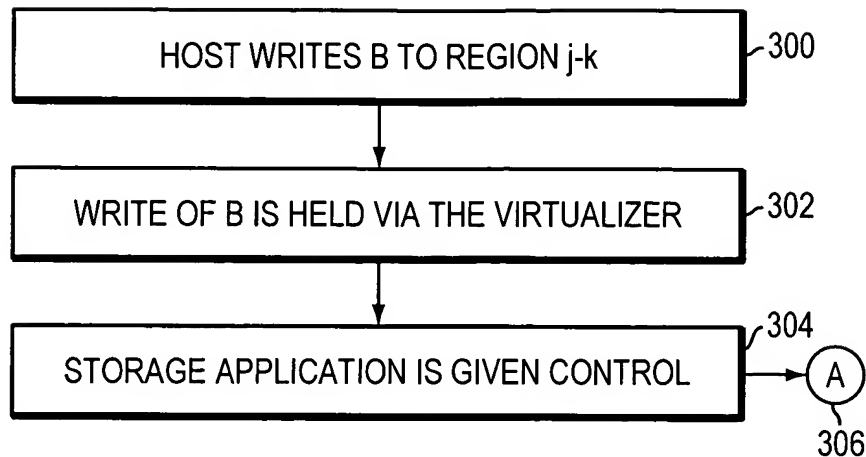 HOST WRITES B TO REGION j-k
300
WRITE OF B IS HELD VIA THE VIRTUALIZER
302
STORAGE APPLICATION IS GIVEN CONTROL
304
A
306